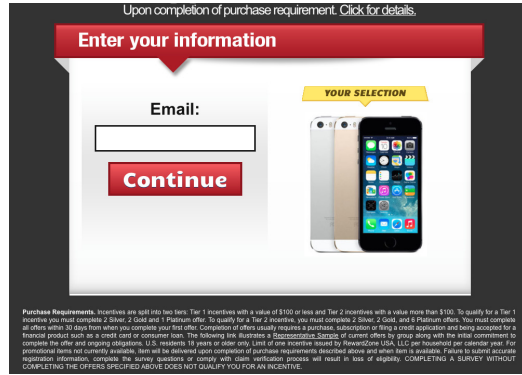 Upon completion of purchase requirement. Click for details.
Enter your information
YOUR SELECTION
Email:
Continue
Purchase Requirements. Incentives are split into two tiers: Tier 1 incentives with a value of $100 or less and Tier 2 incentives with a value more than $100. To qualify for a Tier 1
incentive you must complete 2 Silver, 2 Gold and 1 Platinum offer. To qualify for a Tier 2 incentive, you must complete 2 Silver, 2 Gold, and 6 Platinum offers. You must complete
all offers within 30 days from when you complete your first offer. Completion of offers usually requires a purchase, subscription or filing a credit application and being accepted for a
financial product such as a credit card or consumer loan. The following link illustrates a Representative Sample of current offers by group along with the initial commitment to
complete the offer and ongoing obligations. U.S. residents 18 years or older only. Limit of one incentive issued by RewardZone USA, LLC per household per calendar year. For
promotional items not currently available, item will be delivered upon completion of purchase requirements described above and when item is available. Failure to submit accurate
registration information, complete the survey questions or comply with claim verification process will result in loss of eligibility. COMPLETING A SURVEY WITHOUT
COMPLETING THE OFFERS SPECIFIED ABOVE DOES NOT QUALIFY YOU FOR AN INCENTIVE.